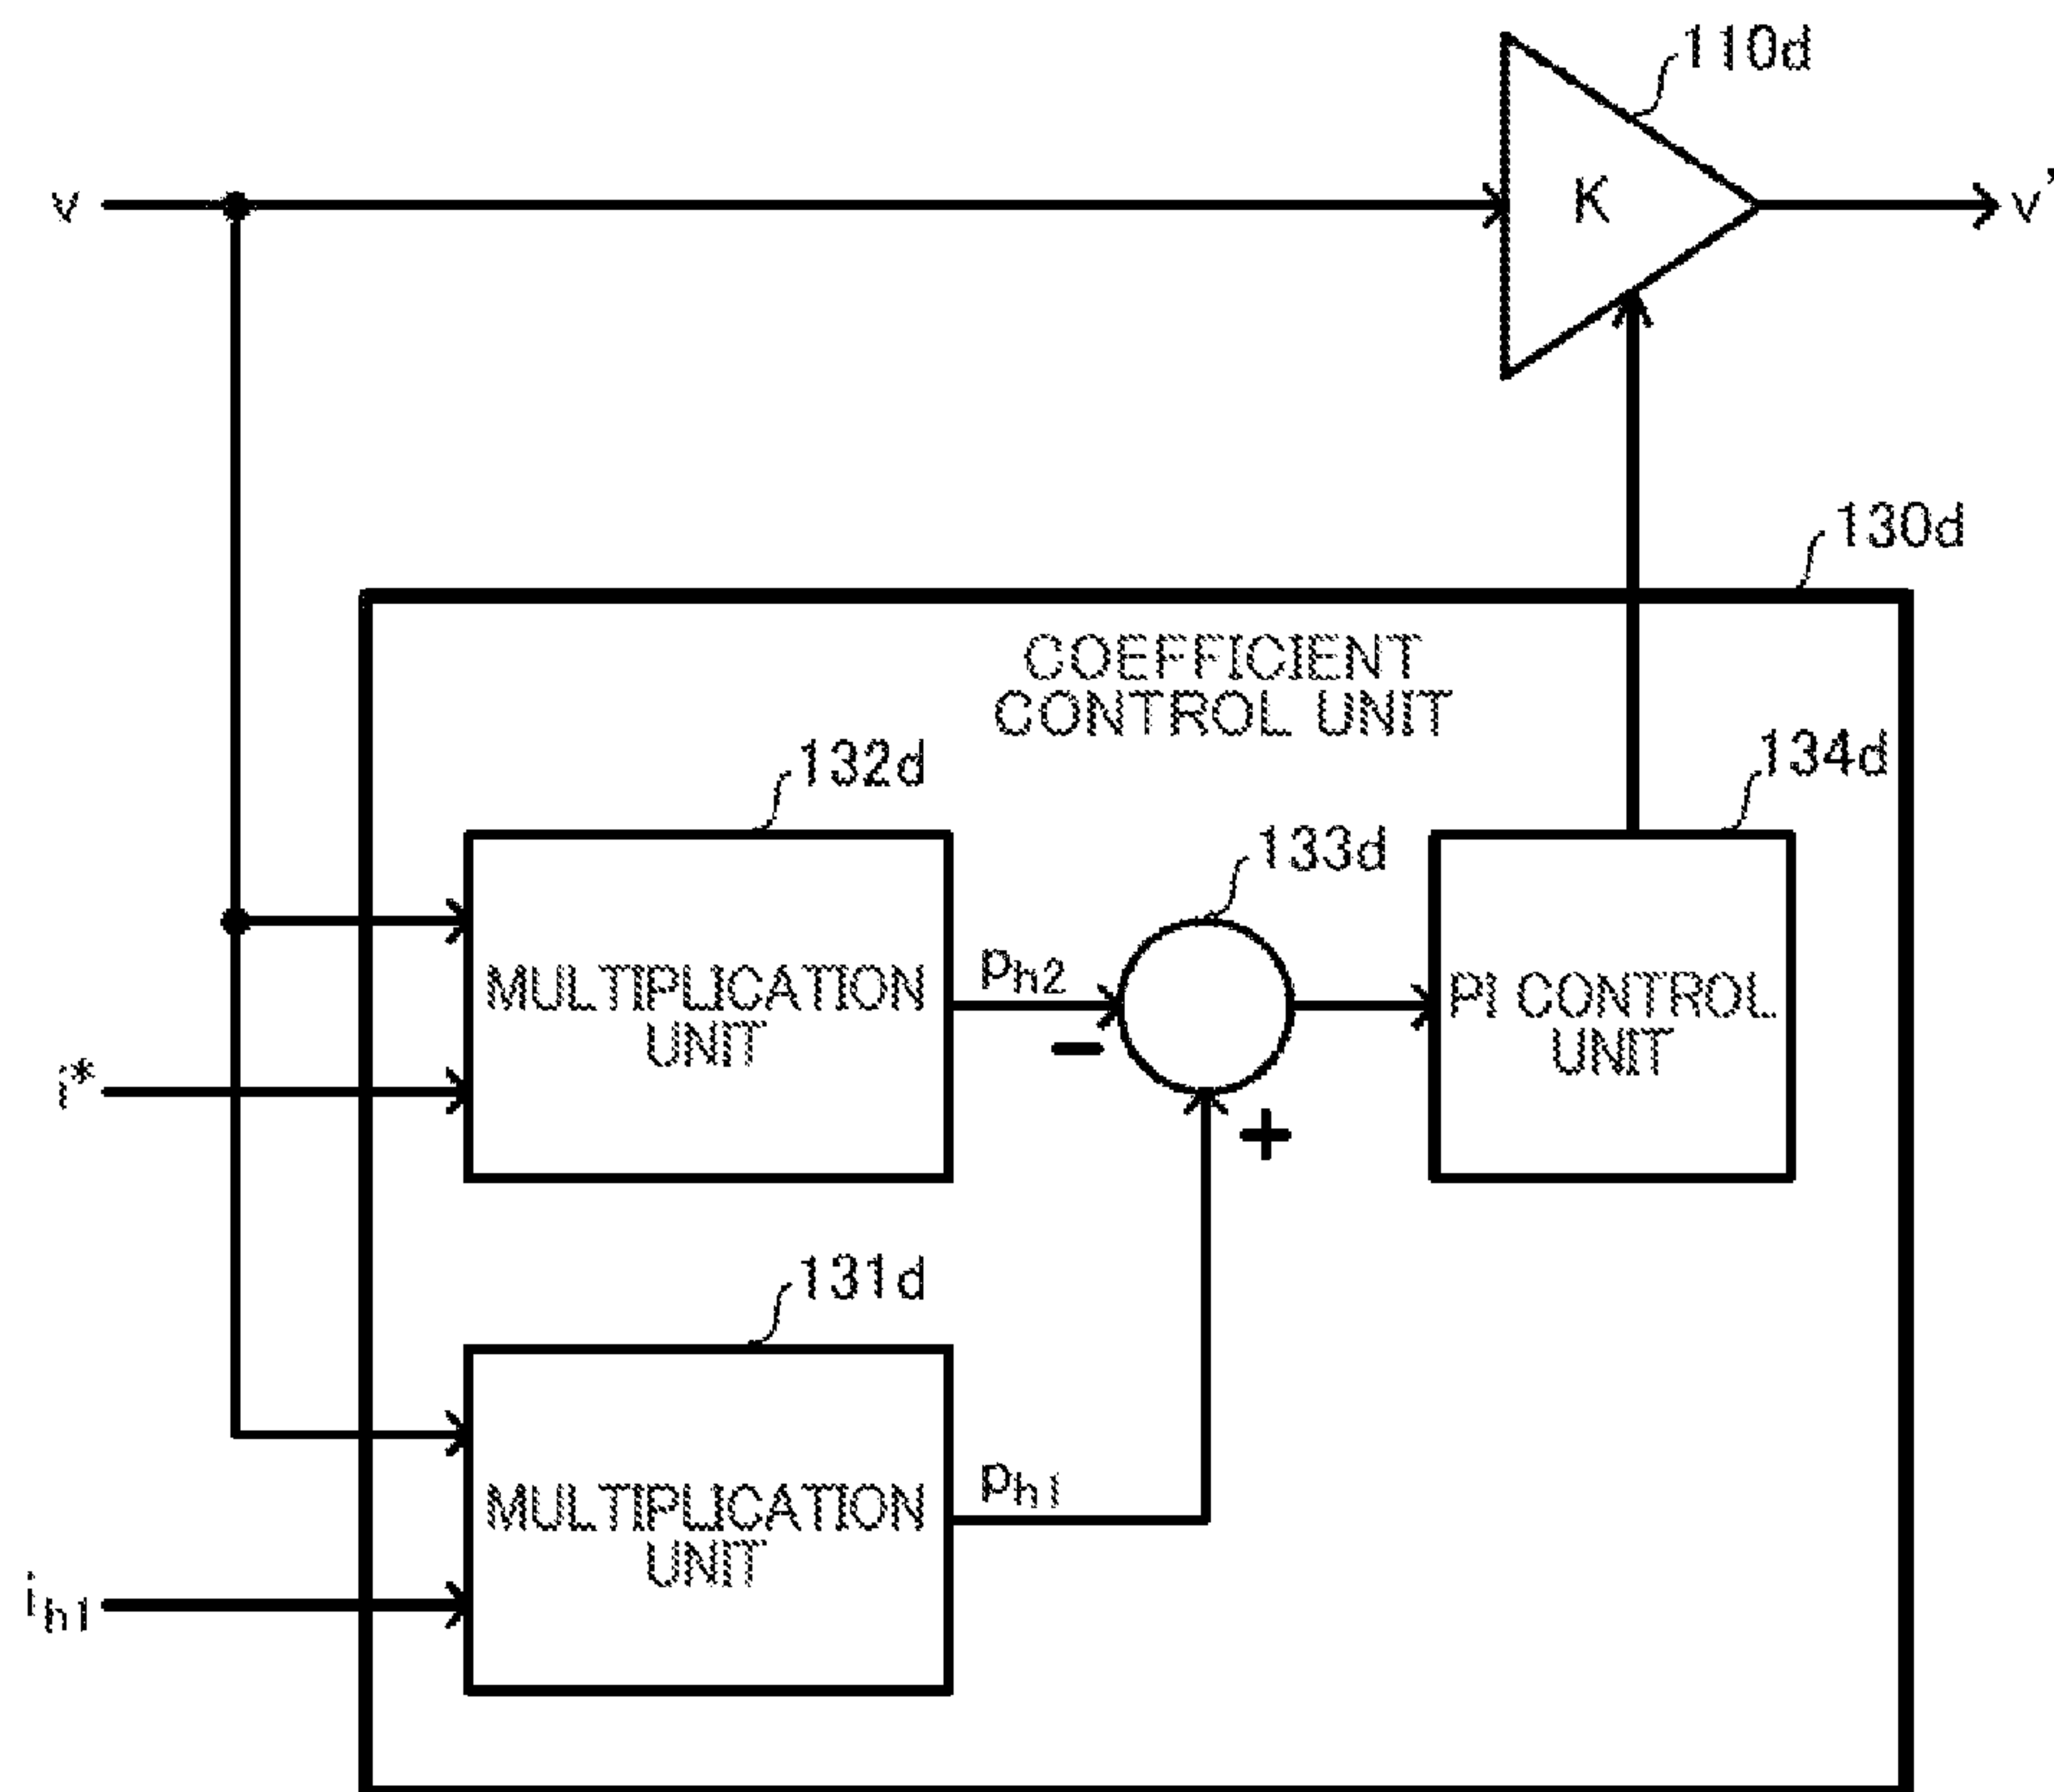 110d
v
K
v'
130d
COEFFICIENT
CONTROL UNIT
132d
134d
133d
MULTIPLICATION
UNIT
ph2
−
PI CONTROL
UNIT
i*
+
131d
MULTIPLICATION
UNIT
ph1
ih1